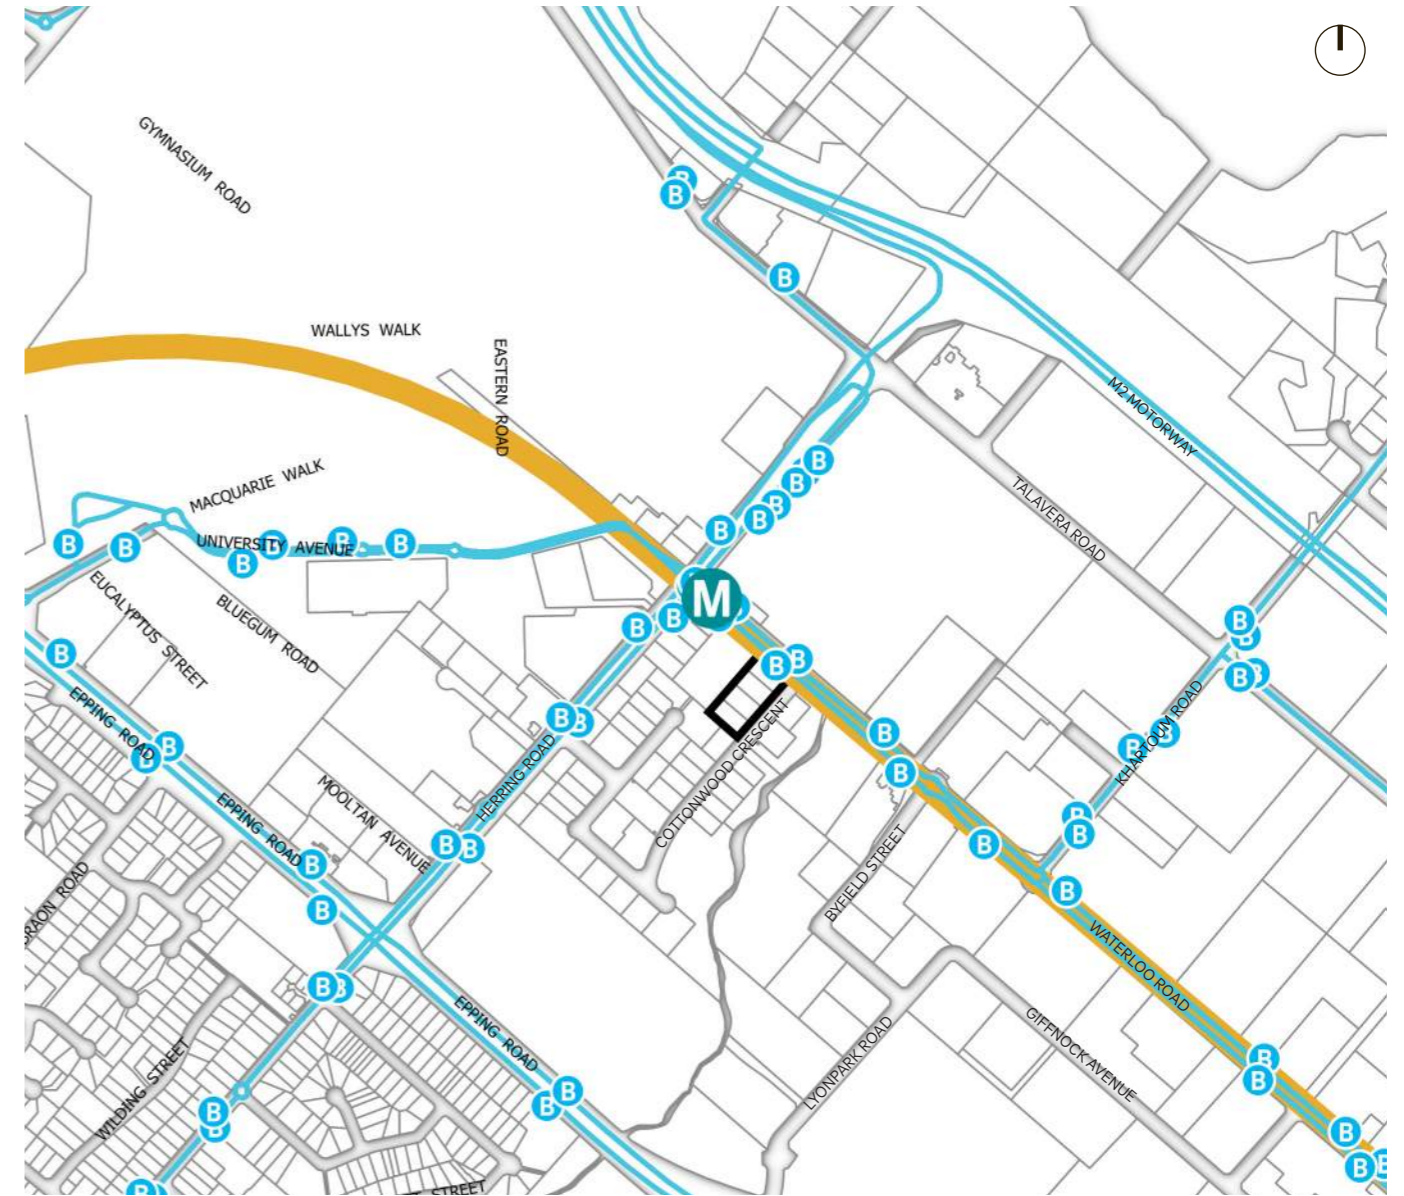 GYMNASIUM ROAD
B
B
B
WALLYS WALK
EASTERN ROAD
M2 MOTORWAY
MACQUARIE WALK
B
B
B
B
TALAVERA ROAD
B
B
B
B
B
B
UNIVERSITY AVENUE
B
EUCALYPTUS STREET
BLUEGUM ROAD
M
B
B
B
B
B
B
B
B
B
B
EPPING ROAD
B
B
B
B
COTTONWOOD CRESCENT
KHARTOUM ROAD
B
B
B
B
HERRING ROAD
MOOLTAN AVENUE
EPPING ROAD
B
B
B
B
B
B
B
B
BYFIELD STREET
B
B
WATERLOO ROAD
B
B
EPPING ROAD
GIFFNOCK AVENUE
LYONPARK ROAD
WILDING STREET
B
B
B
B
B
B
B
B
B
B
STREET